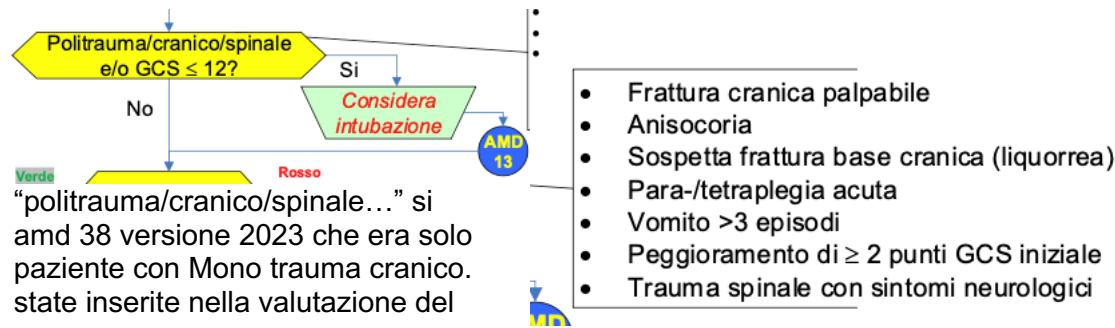 Politrauma/cranico/spinale
e/o GCS ≤ 12?
Si
No
Considera
intubazione
AMD
13
Verde
Rosso
“politrauma/cranico/spinale…” si
amd 38 versione 2023 che era solo
paziente con Mono trauma cranico.
state inserite nella valutazione del
• Frattura cranica palpabile
• Anisocoria
• Sospetta frattura base cranica (liquorrea)
• Para-/tetraplegia acuta
• Vomito >3 episodi
• Peggioramento di ≥ 2 punti GCS iniziale
• Trauma spinale con sintomi neurologici